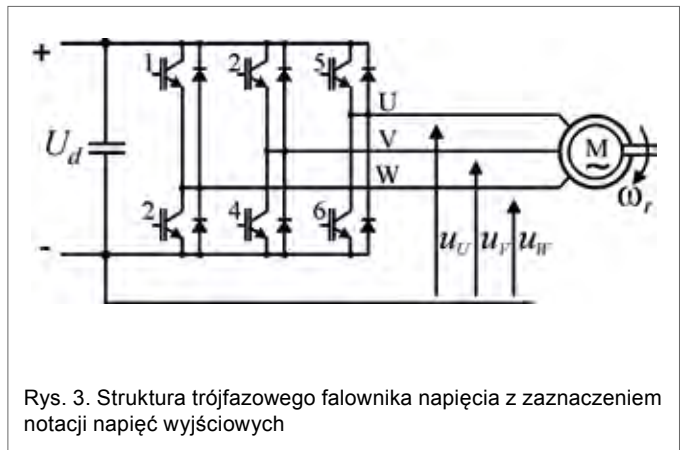 +
1 2 5
U
V
W
U_d
M
~
ω_r
2 4 6
u_U u_V u_W
-
Rys. 3. Struktura trójfazowego falownika napięcia z zaznaczeniem
notacji napięć wyjściowych